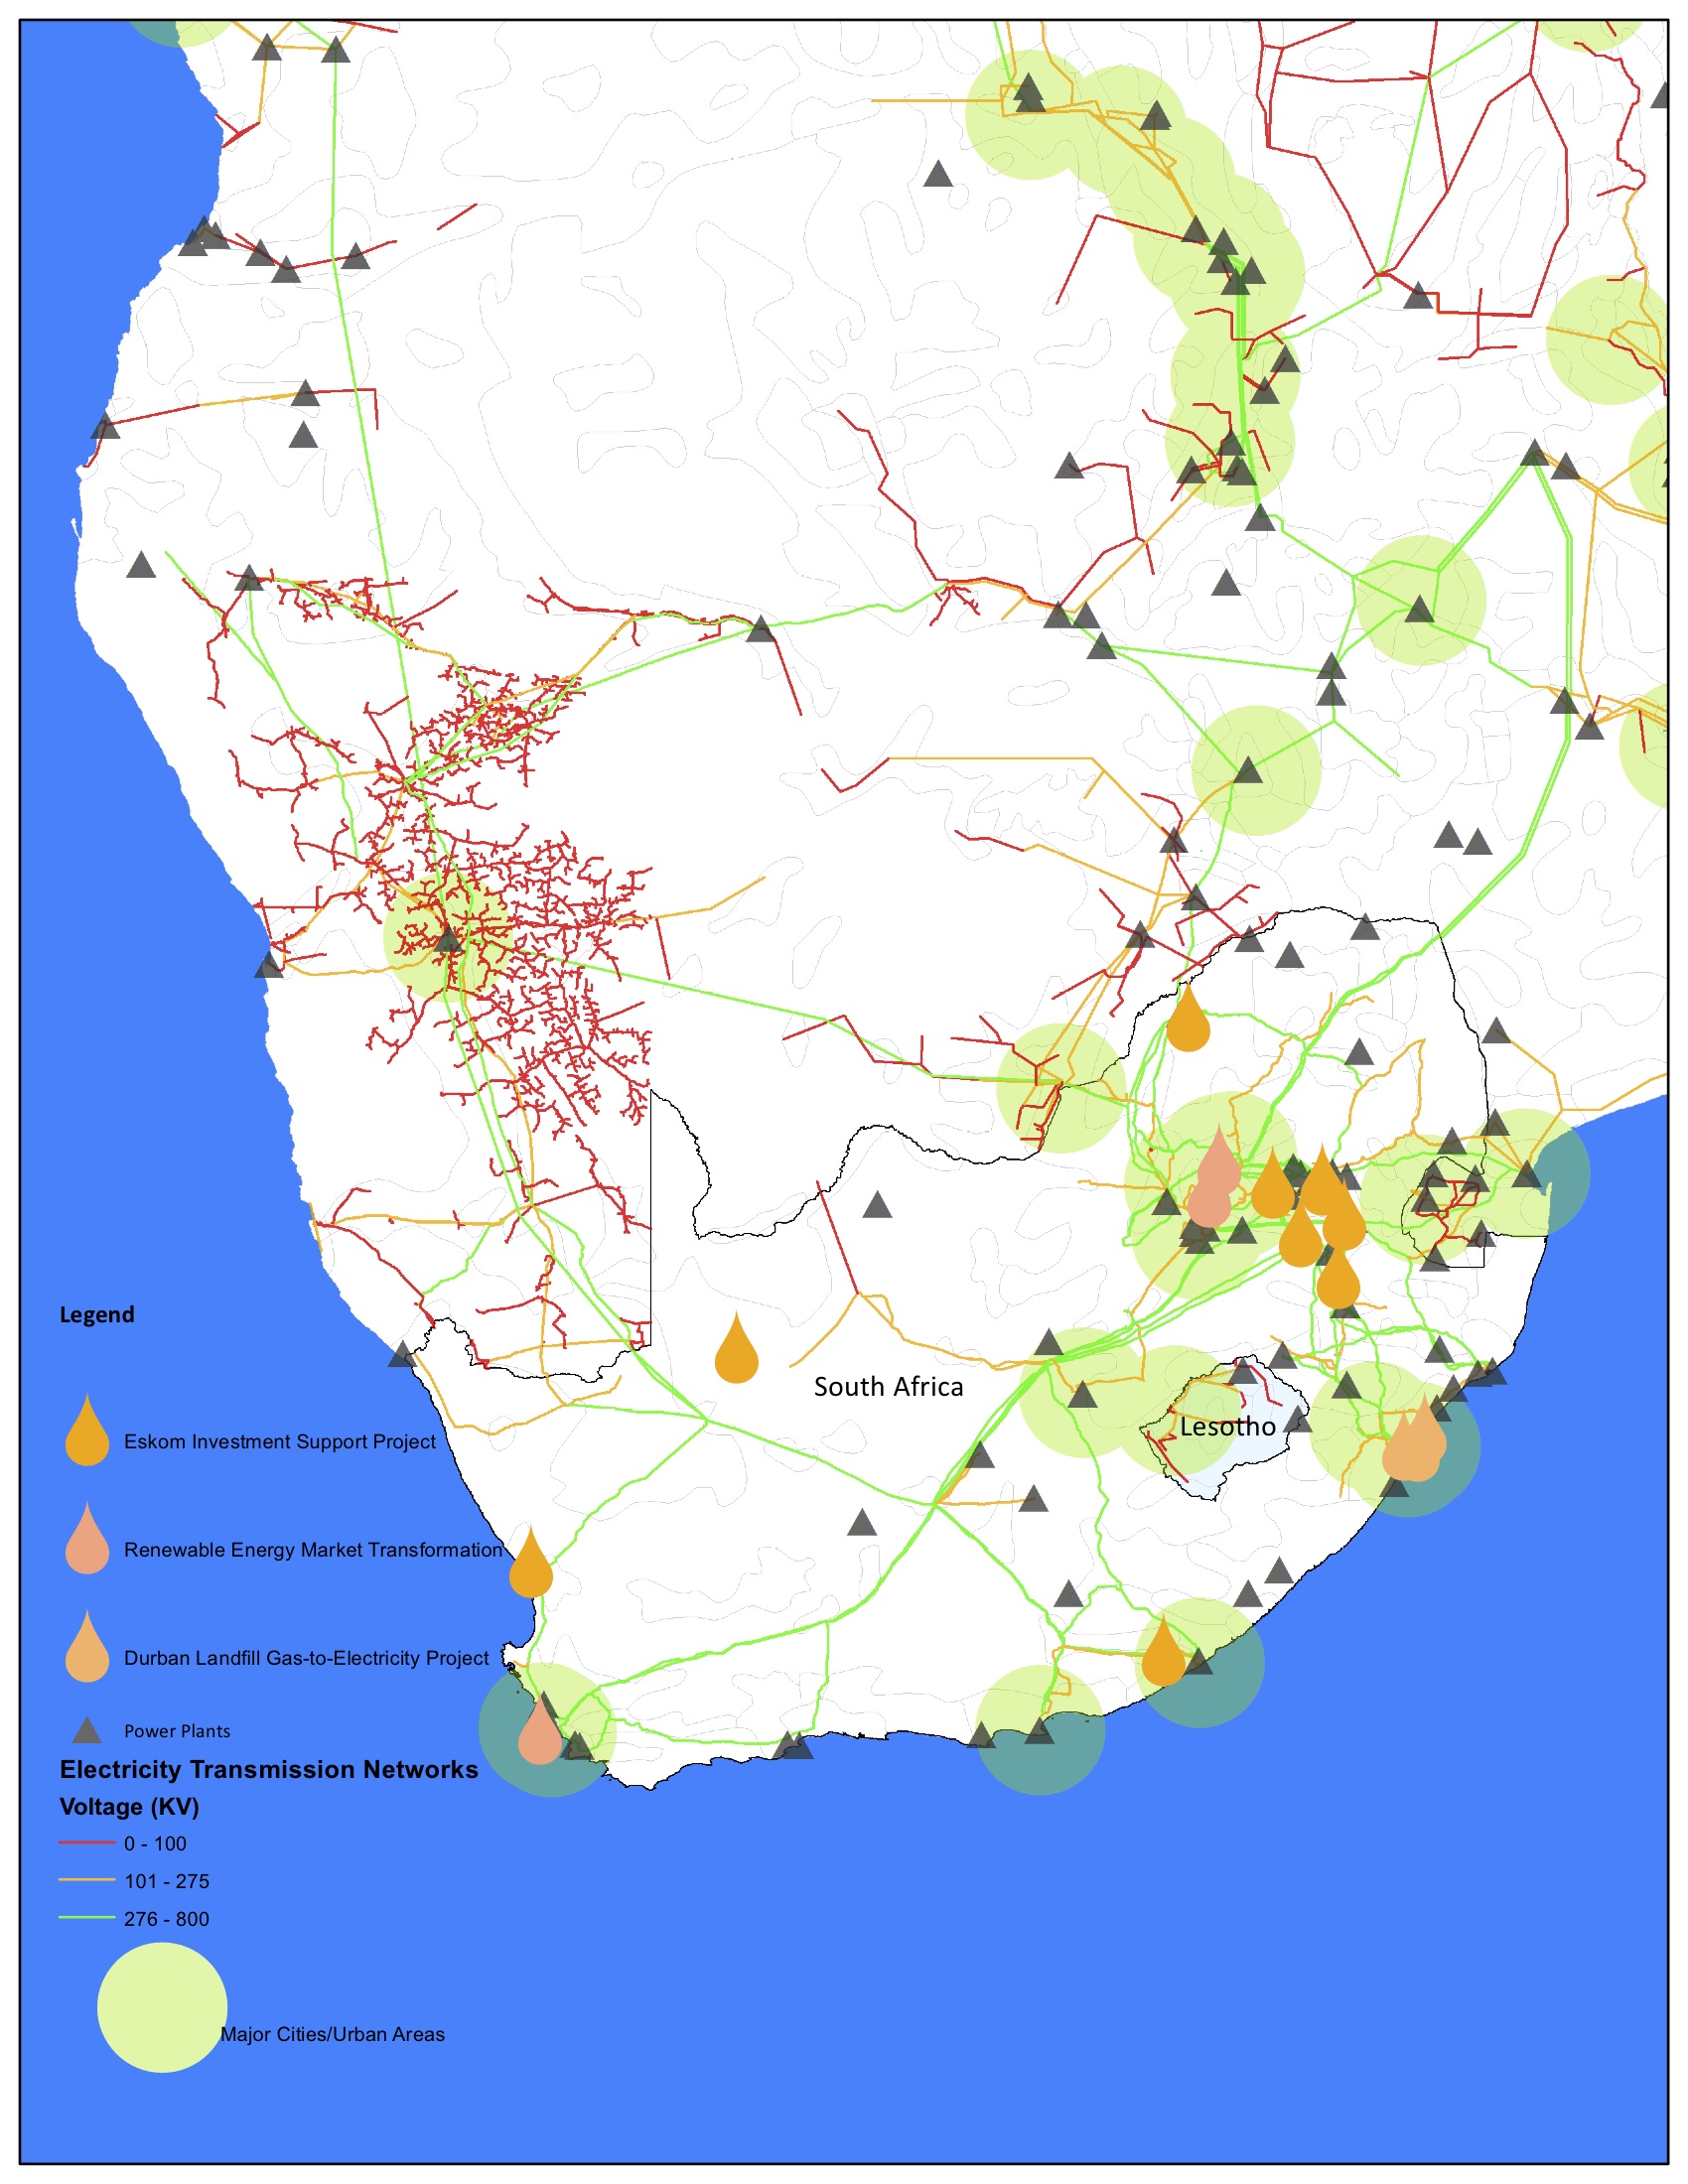 South Africa
Lesotho
Legend
Eskom Investment Support Project
Renewable Energy Market Transformation
Durban Landfill Gas-to-Electricity Project
Power Plants
Electricity Transmission Networks
Voltage (KV)
0 - 100
101 - 275
276 - 800
Major Cities/Urban Areas